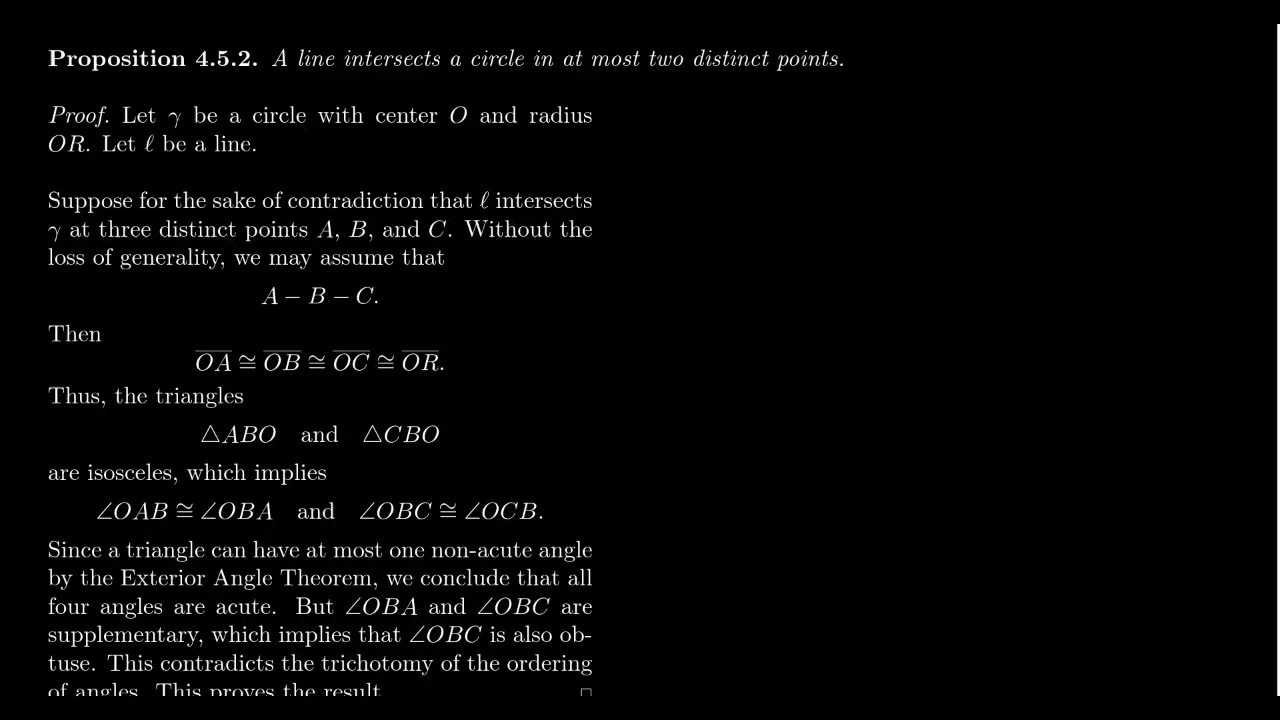 Proposition 4.5.2. A line intersects a circle in at most two distinct points.
Proof. Let γ be a circle with center O and radius
OR. Let ℓ be a line.
Suppose for the sake of contradiction that ℓ intersects
γ at three distinct points A, B, and C. Without the
loss of generality, we may assume that
A − B − C.
Then
O̅A̅ ≅ O̅B̅ ≅ O̅C̅ ≅ O̅R̅.
Thus, the triangles
△ABO and △CBO
are isosceles, which implies
∠OAB ≅ ∠OBA and ∠OBC ≅ ∠OCB.
Since a triangle can have at most one non-acute angle
by the Exterior Angle Theorem, we conclude that all
four angles are acute. But ∠OBA and ∠OBC are
supplementary, which implies that ∠OBC is also ob-
tuse. This contradicts the trichotomy of the ordering
of angles. This proves the result. □